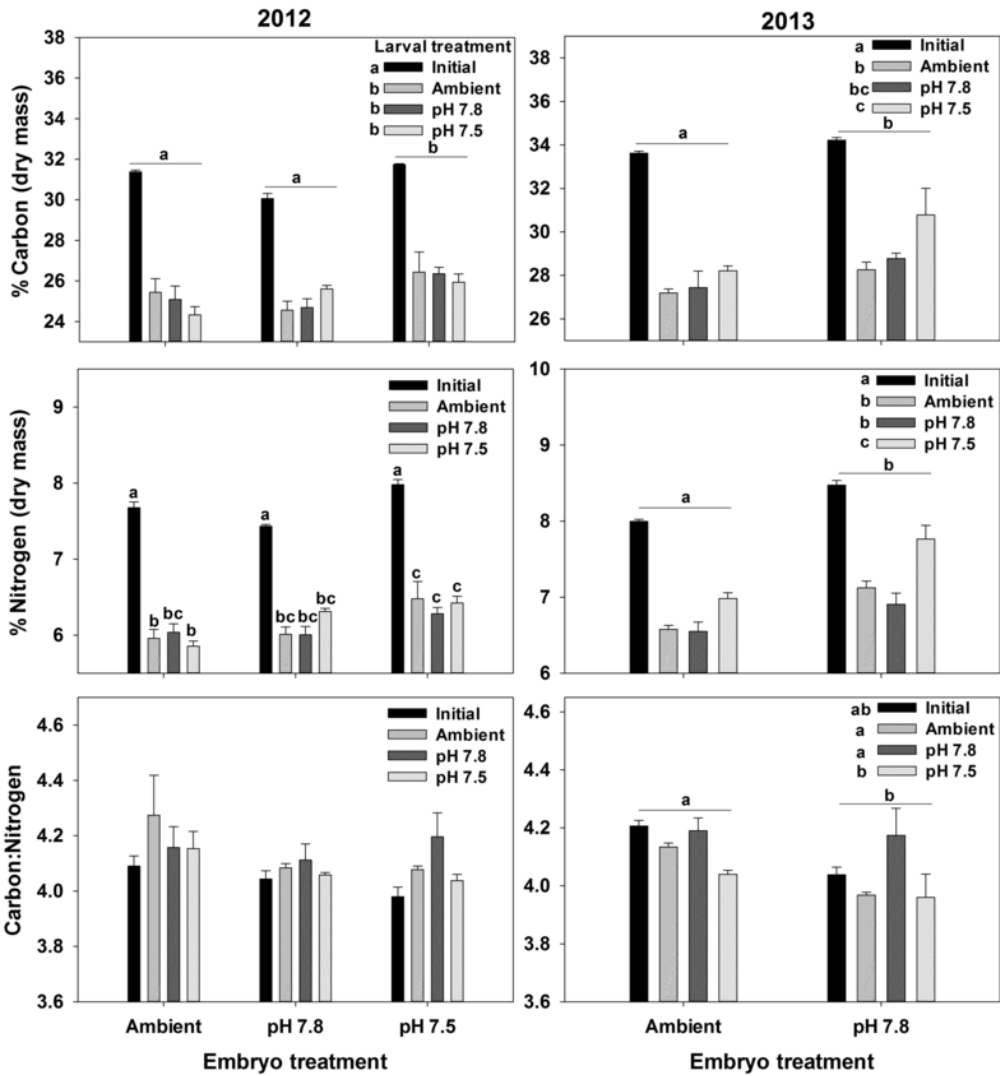 2012
2013
% Carbon (dry mass)
38
36
34
32
30
28
26
24
Larval treatment
a Initial
b Ambient
b pH 7.8
b pH 7.5
a
a
b
38
36
34
32
30
28
26
a Initial
b Ambient
bc pH 7.8
c pH 7.5
a
b
% Nitrogen (dry mass)
9
8
7
6
Initial
Ambient
pH 7.8
pH 7.5
a
b
bc
b
a
bc
bc
bc
a
c
c
c
10
9
8
7
6
a Initial
b Ambient
b pH 7.8
c pH 7.5
a
b
Carbon:Nitrogen
4.6
4.4
4.2
4.0
3.8
3.6
Initial
Ambient
pH 7.8
pH 7.5
4.6
4.4
4.2
4.0
3.8
3.6
ab Initial
a Ambient
a pH 7.8
b pH 7.5
a
b
Ambient
pH 7.8
pH 7.5
Embryo treatment
Ambient
pH 7.8
Embryo treatment